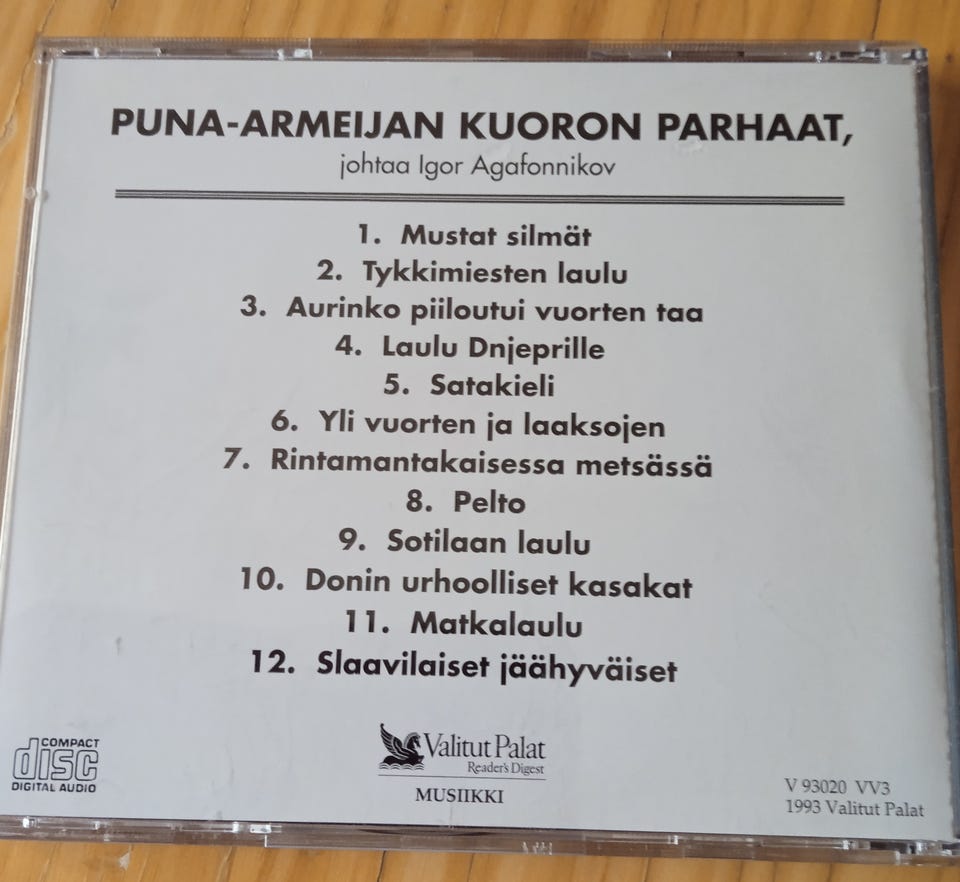 PUNA-ARMEIJAN KUORON PARHAAT,
johtaa Igor Agafonnikov
1. Mustat silmät
2. Tykkimiesten laulu
3. Aurinko piiloutui vuorten taa
4. Laulu Dnjeprille
5. Satakieli
6. Yli vuorten ja laaksojen
7. Rintamantakaisessa metsässä
8. Pelto
9. Sotilaan laulu
10. Donin urhoolliset kasakat
11. Matkalaulu
12. Slaavilaiset jäähyväiset
COMPACT
disc
DIGITAL AUDIO
Valitut Palat
Reader's Digest
MUSIIKKI
V 93020 VV3
1993 Valitut Palat